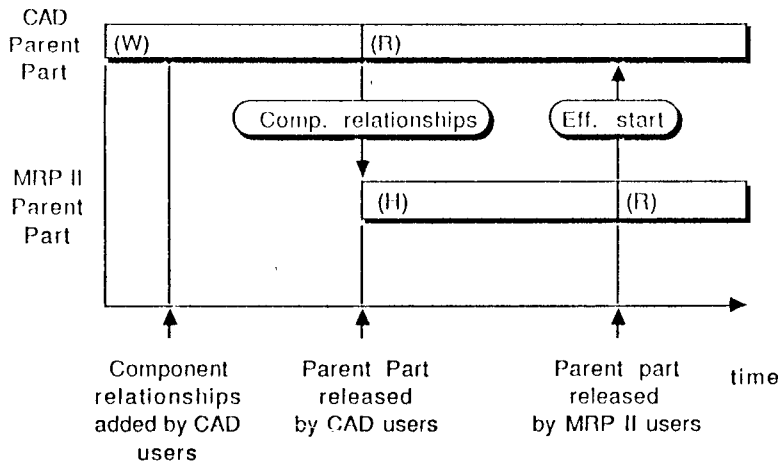 CAD
Parent
Part
(W)
(R)
Comp. relationships
Eff. start
MRP II
Parent
Part
(H)
(R)
Component
relationships
added by CAD
users
Parent Part
released
by CAD users
Parent part
released
by MRP II users
time